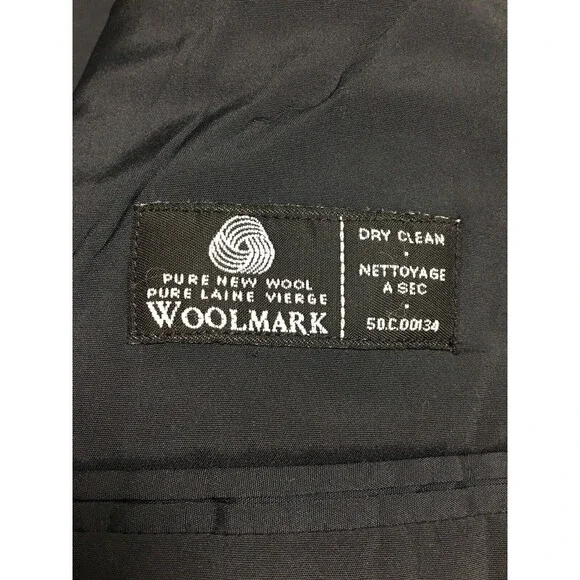 PURE NEW WOOL
PURE LAINE VIERGE
WOOLMARK
DRY CLEAN
NETTOYAGE
A SEC
50.C.00134